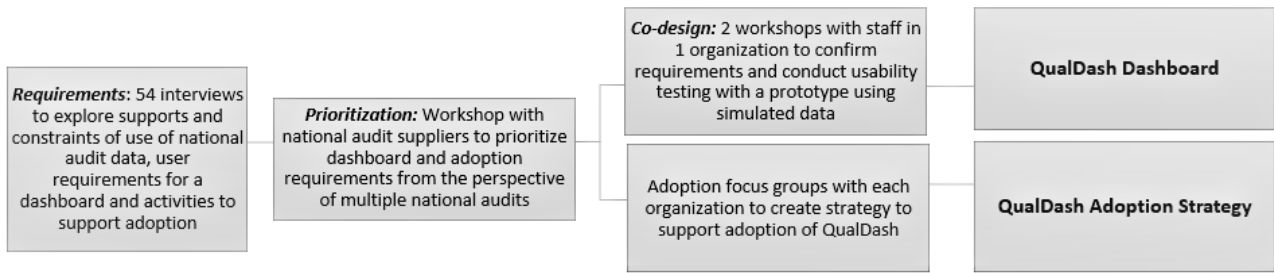 Requirements: 54 interviews
to explore supports and
constraints of use of national
audit data, user
requirements for a
dashboard and activities to
support adoption
Prioritization: Workshop with
national audit suppliers to prioritize
dashboard and adoption
requirements from the perspective
of multiple national audits
Co-design: 2 workshops with staff in
1 organization to confirm
requirements and conduct usability
testing with a prototype using
simulated data
QualDash Dashboard
Adoption focus groups with each
organization to create strategy to
support adoption of QualDash
QualDash Adoption Strategy